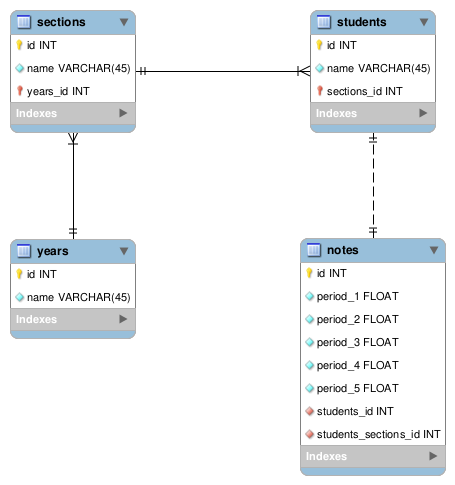 sections
id INT
name VARCHAR(45)
years_id INT
Indexes
students
id INT
name VARCHAR(45)
sections_id INT
Indexes
years
id INT
name VARCHAR(45)
Indexes
notes
id INT
period_1 FLOAT
period_2 FLOAT
period_3 FLOAT
period_4 FLOAT
period_5 FLOAT
students_id INT
students_sections_id INT
Indexes